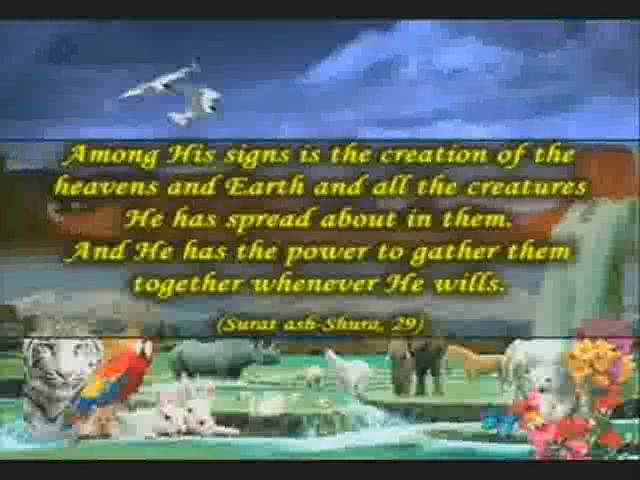 Among His signs is the creation of the
heavens and Earth and all the creatures
He has spread about in them.
And He has the power to gather them
together whenever He wills.
(Surat ash-Shura, 29)